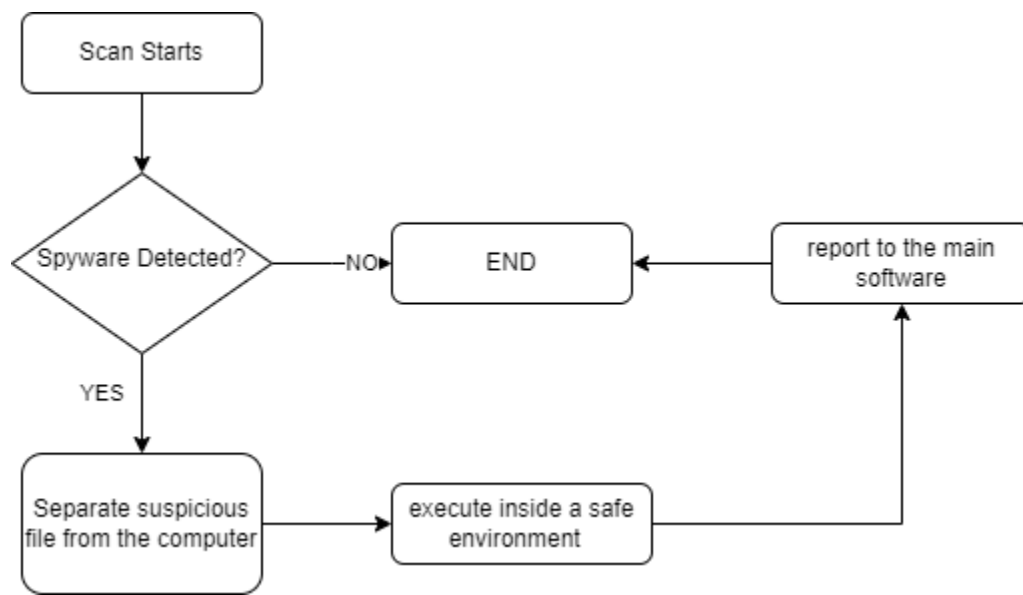 Scan Starts
Spyware Detected?
NO
END
report to the main
software
YES
Separate suspicious
file from the computer
execute inside a safe
environment